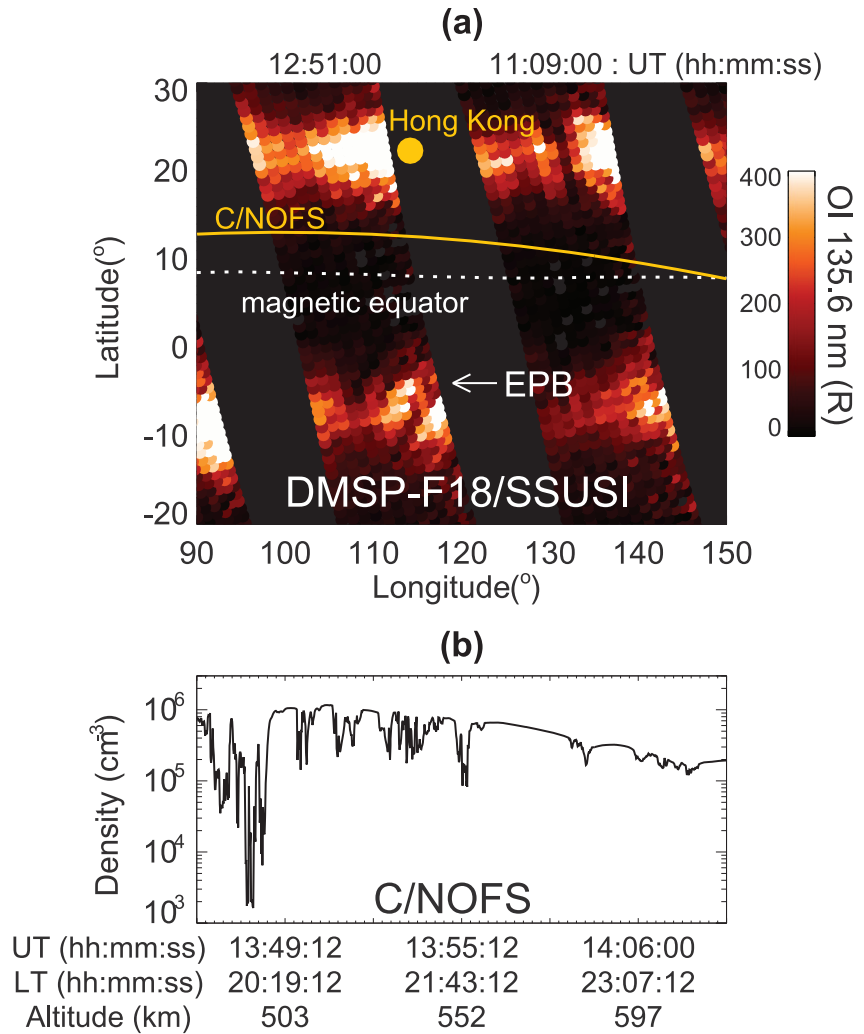 (a)
12:51:00 11:09:00 : UT (hh:mm:ss)
30
20
10
0
-10
-20
Latitude(°)
Hong Kong
C/NOFS
magnetic equator
EPB
DMSP-F18/SSUSI
90 100 110 120 130 140 150
Longitude(°)
400
300
200
100
0
OI 135.6 nm (R)
(b)
10⁶
10⁵
10⁴
10³
Density (cm⁻³)
C/NOFS
UT (hh:mm:ss) 13:49:12 13:55:12 14:06:00
LT (hh:mm:ss) 20:19:12 21:43:12 23:07:12
Altitude (km) 503 552 597